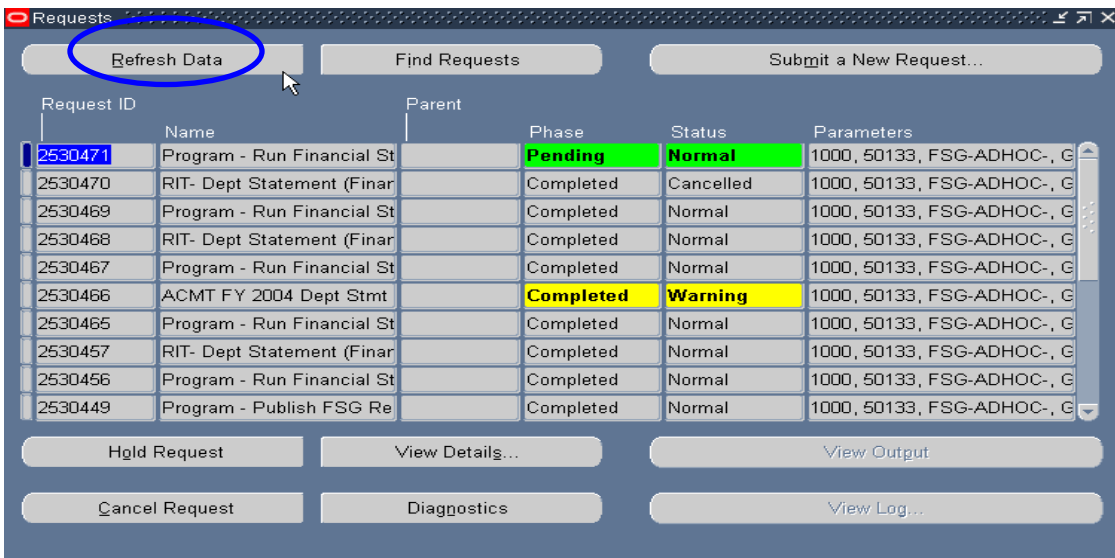 Requests
Refresh Data Find Requests Submit a New Request...
Request ID Parent
Name Phase Status Parameters
2530471 Program - Run Financial St Pending Normal 1000, 50133, FSG-ADHOC-, G
2530470 RIT- Dept Statement (Finan Completed Cancelled 1000, 50133, FSG-ADHOC-, G
2530469 Program - Run Financial St Completed Normal 1000, 50133, FSG-ADHOC-, G
2530468 RIT- Dept Statement (Finan Completed Normal 1000, 50133, FSG-ADHOC-, G
2530467 Program - Run Financial St Completed Normal 1000, 50133, FSG-ADHOC-, G
2530466 ACMT FY 2004 Dept Stmt Completed Warning 1000, 50133, FSG-ADHOC-, G
2530465 Program - Run Financial St Completed Normal 1000, 50133, FSG-ADHOC-, G
2530457 RIT- Dept Statement (Finan Completed Normal 1000, 50133, FSG-ADHOC-, G
2530456 Program - Run Financial St Completed Normal 1000, 50133, FSG-ADHOC-, G
2530449 Program - Publish FSG Re Completed Normal 1000, 50133, FSG-ADHOC-, G
Hold Request View Details... View Output
Cancel Request Diagnostics View Log...